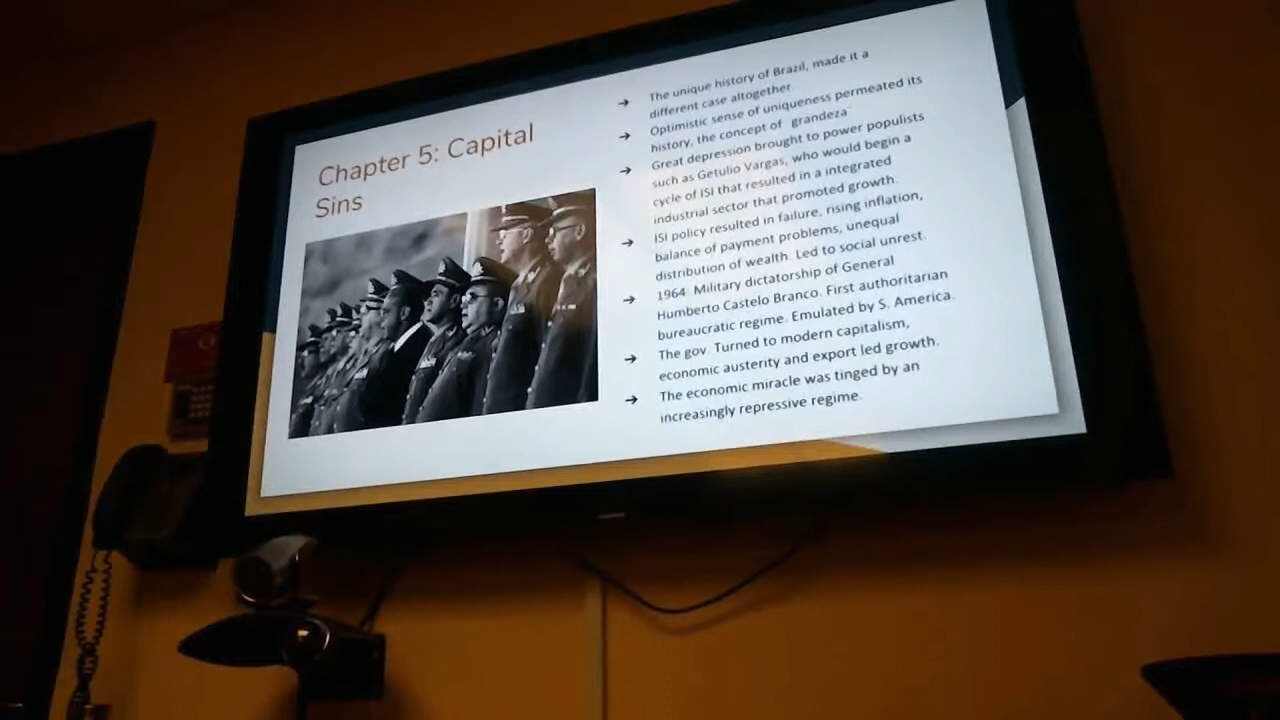 Chapter 5: Capital
Sins
➔ The unique history of Brazil, made it a
different case altogether.
➔ Optimistic sense of uniqueness permeated its
history, the concept of ¨grandeza¨
➔ Great depression brought to power populists
such as Getulio Vargas, who would begin a
cycle of ISI that resulted in a integrated
industrial sector that promoted growth.
➔ ISI policy resulted in failure, rising inflation,
balance of payment problems, unequal
distribution of wealth. Led to social unrest.
➔ 1964: Military dictatorship of General
Humberto Castelo Branco. First authoritarian
bureaucratic regime. Emulated by S. America.
➔ The gov. Turned to modern capitalism,
economic austerity and export led growth.
➔ The economic miracle was tinged by an
increasingly repressive regime.